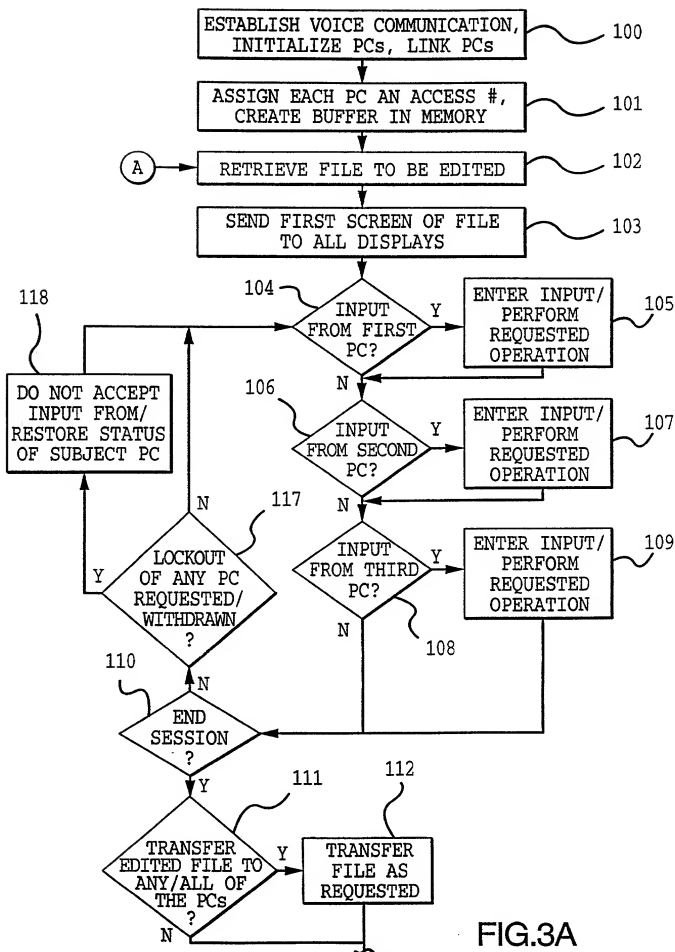 ESTABLISH VOICE COMMUNICATION,
INITIALIZE PCs, LINK PCs
100
ASSIGN EACH PC AN ACCESS #,
CREATE BUFFER IN MEMORY
101
A
RETRIEVE FILE TO BE EDITED
102
SEND FIRST SCREEN OF FILE
TO ALL DISPLAYS
103
104
INPUT
FROM FIRST
PC?
Y
N
ENTER INPUT/
PERFORM
REQUESTED
OPERATION
105
118
DO NOT ACCEPT
INPUT FROM/
RESTORE STATUS
OF SUBJECT PC
106
INPUT
FROM SECOND
PC?
Y
N
ENTER INPUT/
PERFORM
REQUESTED
OPERATION
107
N
117
LOCKOUT
OF ANY PC
REQUESTED/
WITHDRAWN
?
Y
INPUT
FROM THIRD
PC?
Y
N
108
ENTER INPUT/
PERFORM
REQUESTED
OPERATION
109
110
N
END
SESSION
?
Y
111
TRANSFER
EDITED FILE TO
ANY/ALL OF
THE PCs
?
Y
N
112
TRANSFER
FILE AS
REQUESTED
FIG.3A